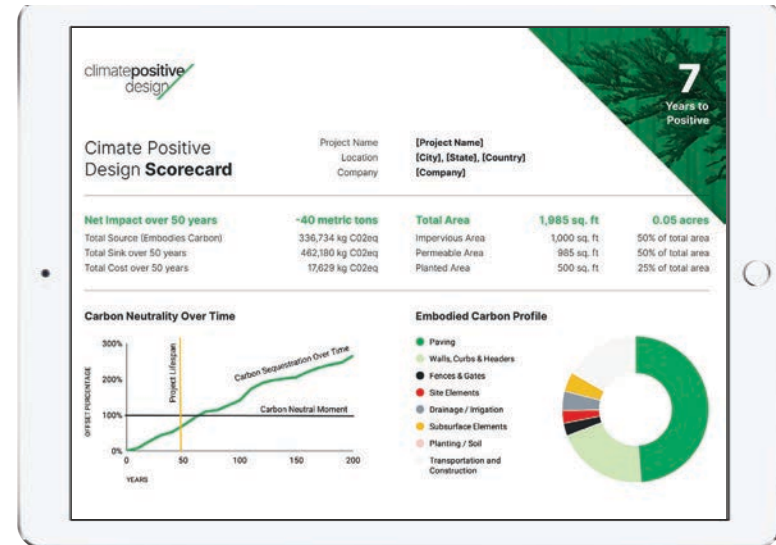 climatepositive
design
7
Years to
Positive
Cimate Positive
Design Scorecard
Project Name [Project Name]
Location [City], [State], [Country]
Company [Company]
Net Impact over 50 years -40 metric tons
Total Source (Embodies Carbon) 336,734 kg C02eq
Total Sink over 50 years 462,180 kg C02eq
Total Cost over 50 years 17,629 kg C02eq
Total Area 1,985 sq. ft 0.05 acres
Impervious Area 1,000 sq. ft 50% of total area
Permeable Area 985 sq. ft 50% of total area
Planted Area 500 sq. ft 25% of total area
Carbon Neutrality Over Time
OFFSET PERCENTAGE
300%
200%
100%
0%
Project Lifespan
Carbon Sequestration Over Time
Carbon Neutral Moment
0 50 100 150 200
YEARS
Embodied Carbon Profile
Paving
Walls, Curbs & Headers
Fences & Gates
Site Elements
Drainage / Irrigation
Subsurface Elements
Planting / Soil
Transportation and
Construction